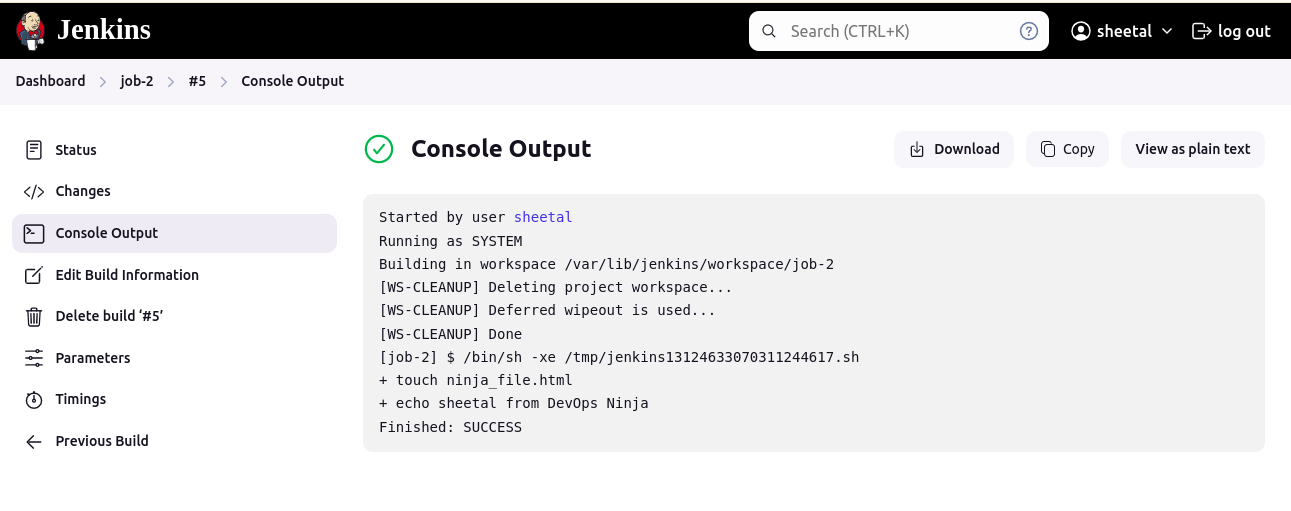 Jenkins
Search (CTRL+K)
?
sheetal
log out
Dashboard > job-2 > #5 > Console Output
Status
Changes
Console Output
Edit Build Information
Delete build ‘#5’
Parameters
Timings
Previous Build
Console Output
Download
Copy
View as plain text
Started by user sheetal
Running as SYSTEM
Building in workspace /var/lib/jenkins/workspace/job-2
[WS-CLEANUP] Deleting project workspace...
[WS-CLEANUP] Deferred wipeout is used...
[WS-CLEANUP] Done
[job-2] $ /bin/sh -xe /tmp/jenkins13124633070311244617.sh
+ touch ninja_file.html
+ echo sheetal from DevOps Ninja
Finished: SUCCESS